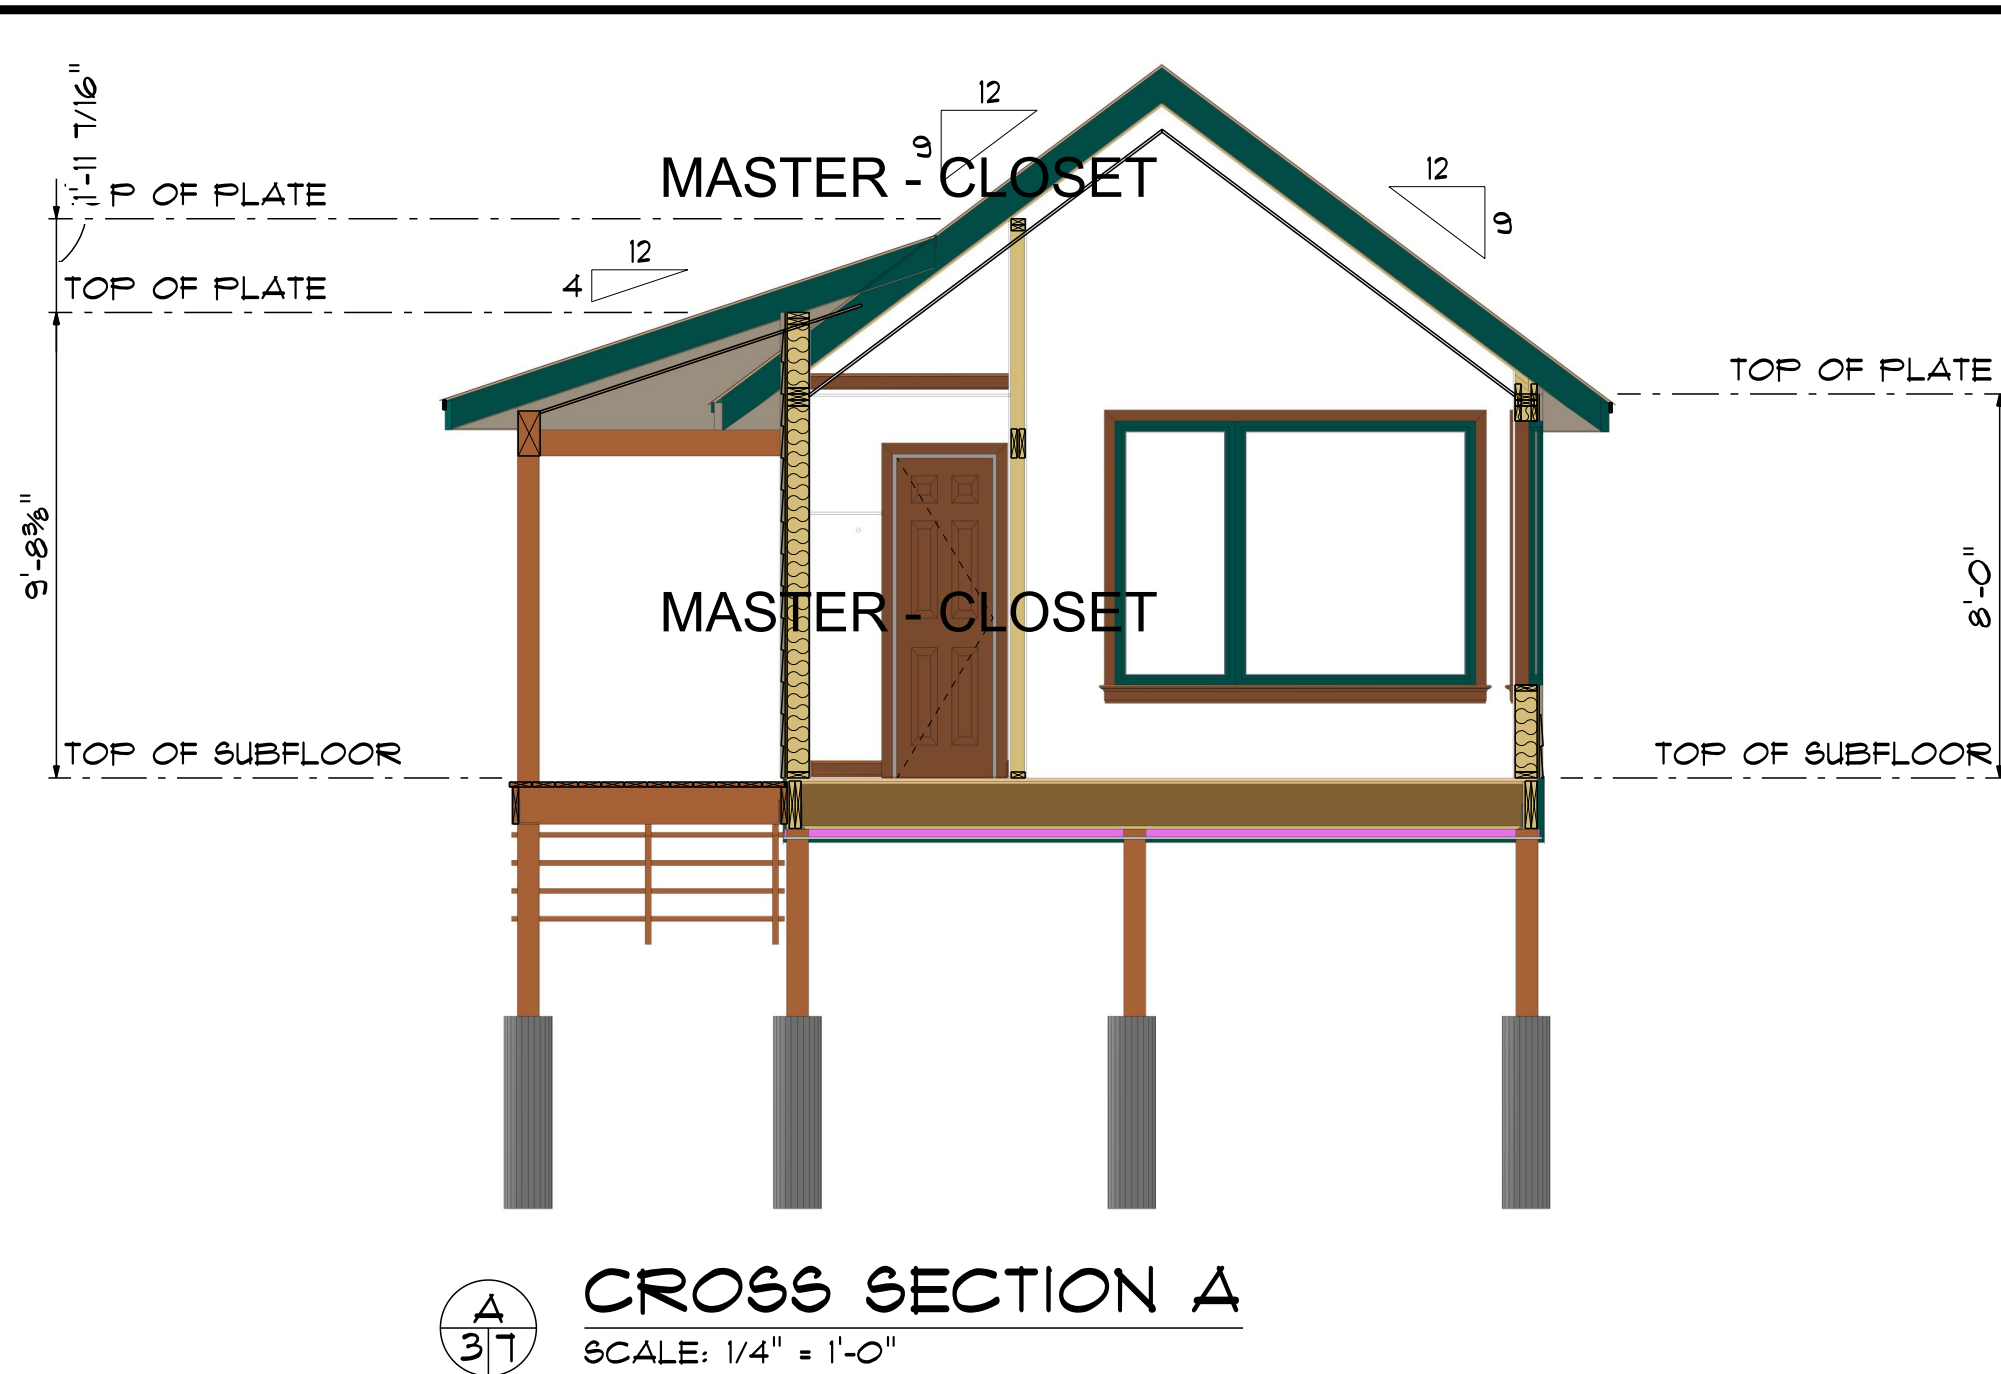 1'-11 7/16"
12
9
MASTER - CLOSET
P OF PLATE
12
9
12
4
TOP OF PLATE
TOP OF PLATE
9'-8⅜"
8'-0"
MASTER - CLOSET
TOP OF SUBFLOOR
TOP OF SUBFLOOR
CROSS SECTION A
A
3 7
SCALE: 1/4" = 1'-0"